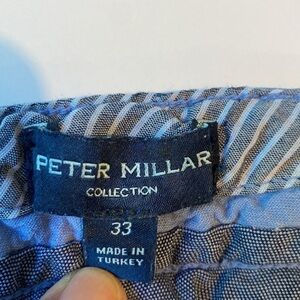 PETER MILLAR
COLLECTION
33
MADE IN
TURKEY